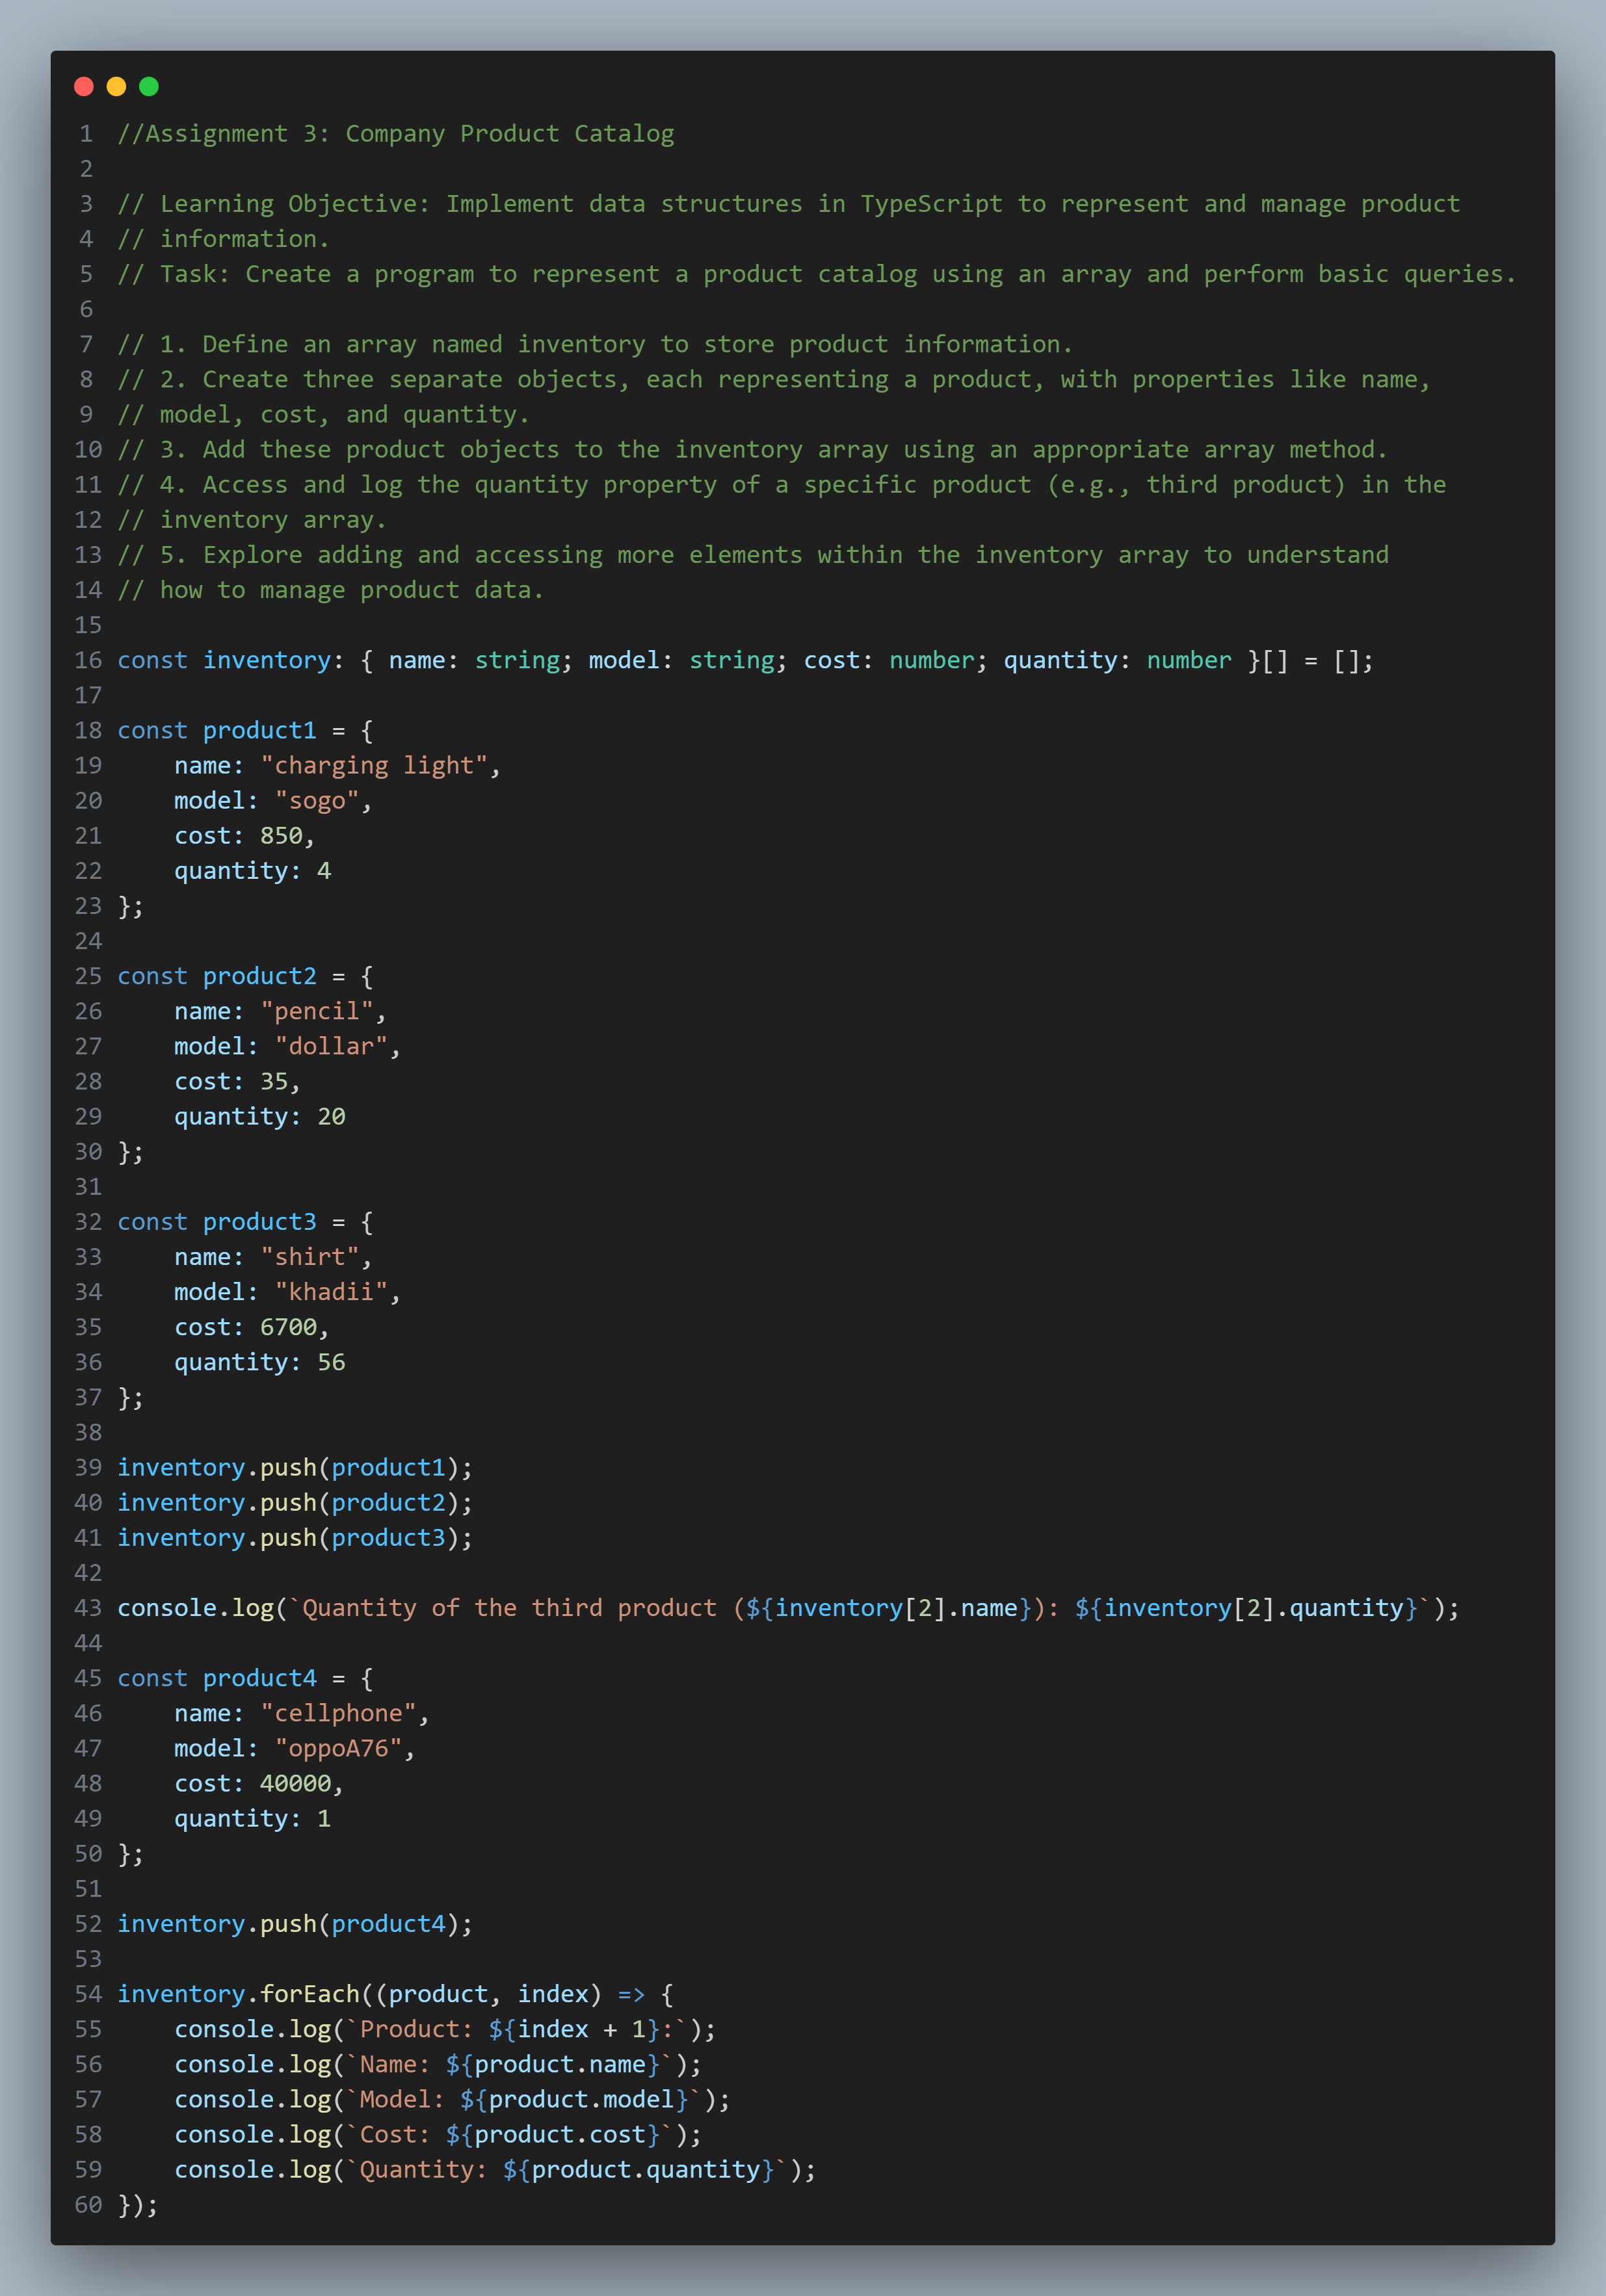 1 //Assignment 3: Company Product Catalog
2
3 // Learning Objective: Implement data structures in TypeScript to represent and manage product
4 // information.
5 // Task: Create a program to represent a product catalog using an array and perform basic queries.
6
7 // 1. Define an array named inventory to store product information.
8 // 2. Create three separate objects, each representing a product, with properties like name,
9 // model, cost, and quantity.
10 // 3. Add these product objects to the inventory array using an appropriate array method.
11 // 4. Access and log the quantity property of a specific product (e.g., third product) in the
12 // inventory array.
13 // 5. Explore adding and accessing more elements within the inventory array to understand
14 // how to manage product data.
15
16 const inventory: { name: string; model: string; cost: number; quantity: number }[] = [];
17
18 const product1 = {
19     name: "charging light",
20     model: "sogo",
21     cost: 850,
22     quantity: 4
23 };
24
25 const product2 = {
26     name: "pencil",
27     model: "dollar",
28     cost: 35,
29     quantity: 20
30 };
31
32 const product3 = {
33     name: "shirt",
34     model: "khadii",
35     cost: 6700,
36     quantity: 56
37 };
38
39 inventory.push(product1);
40 inventory.push(product2);
41 inventory.push(product3);
42
43 console.log(`Quantity of the third product (${inventory[2].name}): ${inventory[2].quantity}`);
44
45 const product4 = {
46     name: "cellphone",
47     model: "oppoA76",
48     cost: 40000,
49     quantity: 1
50 };
51
52 inventory.push(product4);
53
54 inventory.forEach((product, index) => {
55     console.log(`Product: ${index + 1}:`);
56     console.log(`Name: ${product.name}`);
57     console.log(`Model: ${product.model}`);
58     console.log(`Cost: ${product.cost}`);
59     console.log(`Quantity: ${product.quantity}`);
60 });